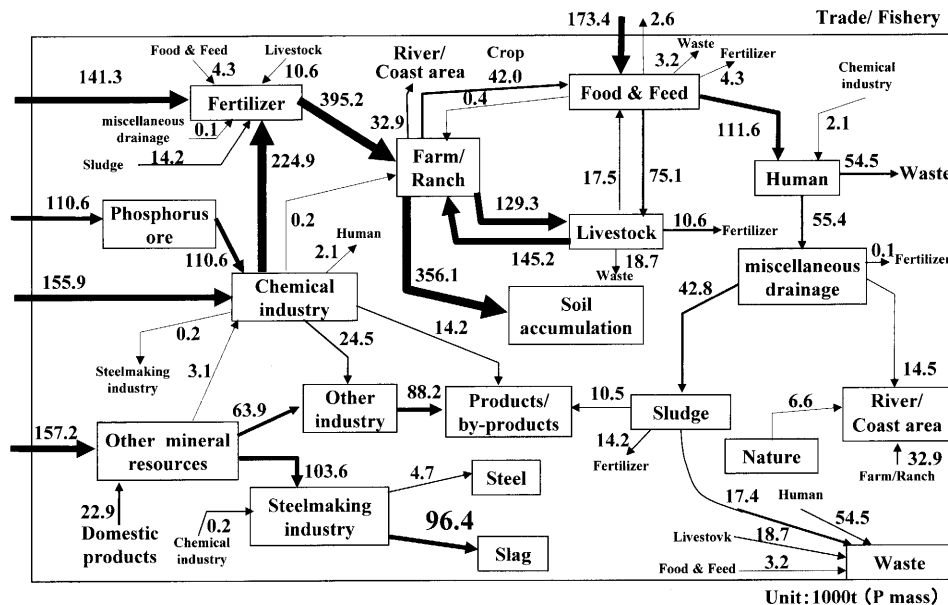 Trade/ Fishery
173.4
2.6
Waste
3.2
Fertilizer
4.3
Food & Feed
4.3
Livestock
10.6
River/
Coast area
Crop
42.0
0.4
Chemical
industry
2.1
141.3
Fertilizer
395.2
32.9
Food & Feed
111.6
miscellaneous
drainage
0.1
Sludge
14.2
224.9
Farm/
Ranch
17.5
75.1
Human
54.5
Waste
110.6
Phosphorus
ore
110.6
0.2
129.3
145.2
Livestock
10.6
Fertilizer
55.4
Human
2.1
18.7
Waste
miscellaneous
drainage
0.1
Fertilizer
155.9
Chemical
industry
356.1
Soil
accumulation
42.8
0.2
Steelmaking
industry
3.1
24.5
14.2
14.5
157.2
Other mineral
resources
63.9
Other
industry
88.2
Products/
by-products
10.5
Sludge
14.2
Fertilizer
6.6
Nature
River/
Coast area
32.9
Farm/Ranch
103.6
22.9
Domestic
products
0.2
Chemical
industry
Steelmaking
industry
4.7
Steel
96.4
Slag
17.4
Human
54.5
Livestovk
18.7
Food & Feed
3.2
Waste
Unit: 1000t (P mass)